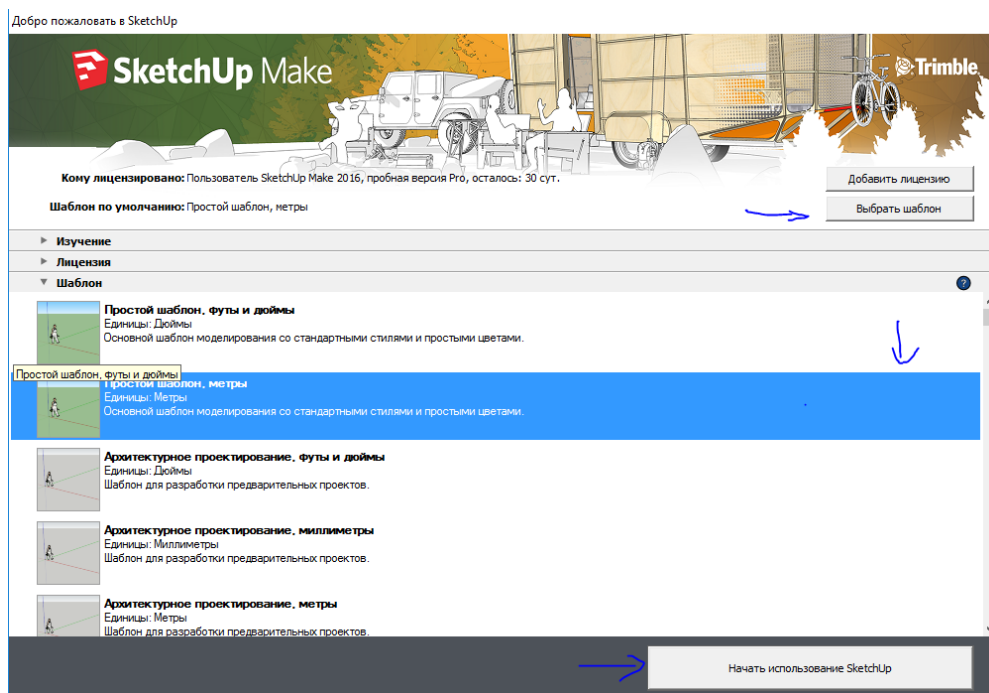 Добро пожаловать в SketchUp
SketchUp Make
Trimble
Кому лицензировано: Пользователь SketchUp Make 2016, пробная версия Pro, осталось: 30 сут.
Добавить лицензию
Шаблон по умолчанию: Простой шаблон, метры
Выбрать шаблон
Изучение
Лицензия
Шаблон
?
Простой шаблон, футы и дюймы
Единицы: Дюймы
Основной шаблон моделирования со стандартными стилями и простыми цветами.
Простой шаблон, футы и дюймы
Простой шаблон, метры
Единицы: Метры
Основной шаблон моделирования со стандартными стилями и простыми цветами.
Архитектурное проектирование, футы и дюймы
Единицы: Дюймы
Шаблон для разработки предварительных проектов.
Архитектурное проектирование, миллиметры
Единицы: Миллиметры
Шаблон для разработки предварительных проектов.
Архитектурное проектирование, метры
Единицы: Метры
Шаблон для разработки предварительных проектов.
Начать использование SketchUp